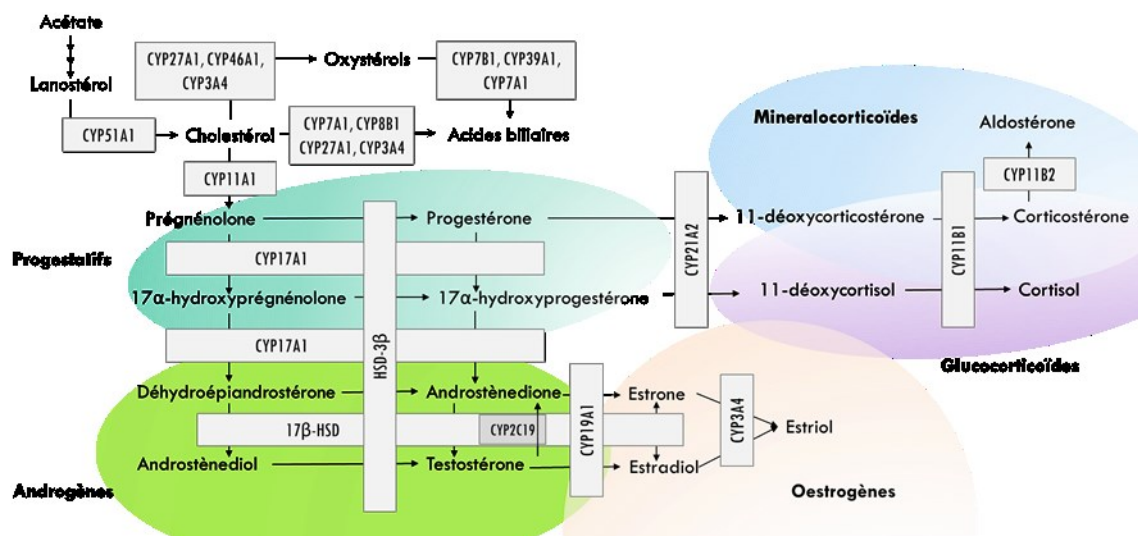 Acétate
CYP27A1, CYP46A1,
CYP3A4
Oxystérols
CYP7B1, CYP39A1,
CYP7A1
Lanostérol
CYP51A1
Cholestérol
CYP7A1, CYP8B1
CYP27A1, CYP3A4
Acides biliaires
Mineralocorticoïdes
Aldostérone
CYP11A1
CYP11B2
Prégnénolone
Progestérone
CYP21A2
11-déoxycorticostérone
CYP11B1
Corticostérone
Progestatifs
CYP17A1
HSD-3β
17α-hydroxyprégnénolone
17α-hydroxyprogestérone
11-déoxycortisol
Cortisol
CYP17A1
Glucocorticoïdes
Déhydroépiandrostérone
Androstènedione
CYP19A1
Estrone
CYP3A4
17β-HSD
CYP2C19
Estriol
Androstènediol
Testostérone
Estradiol
Androgènes
Oestrogènes